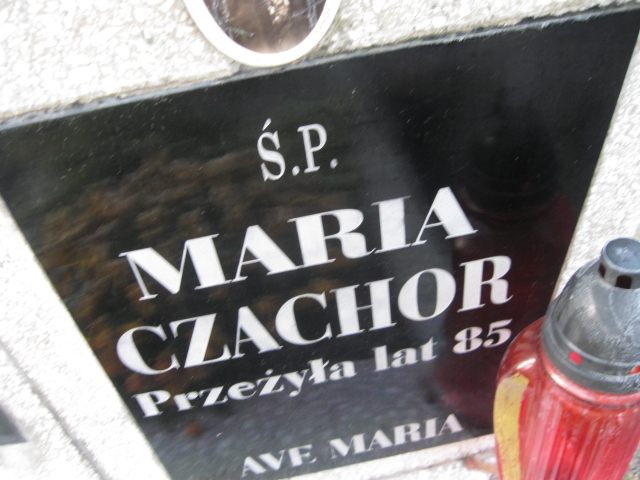 Ś.P.
MARIA
CZACHOR
Przeżyła lat 85
AVE MARIA